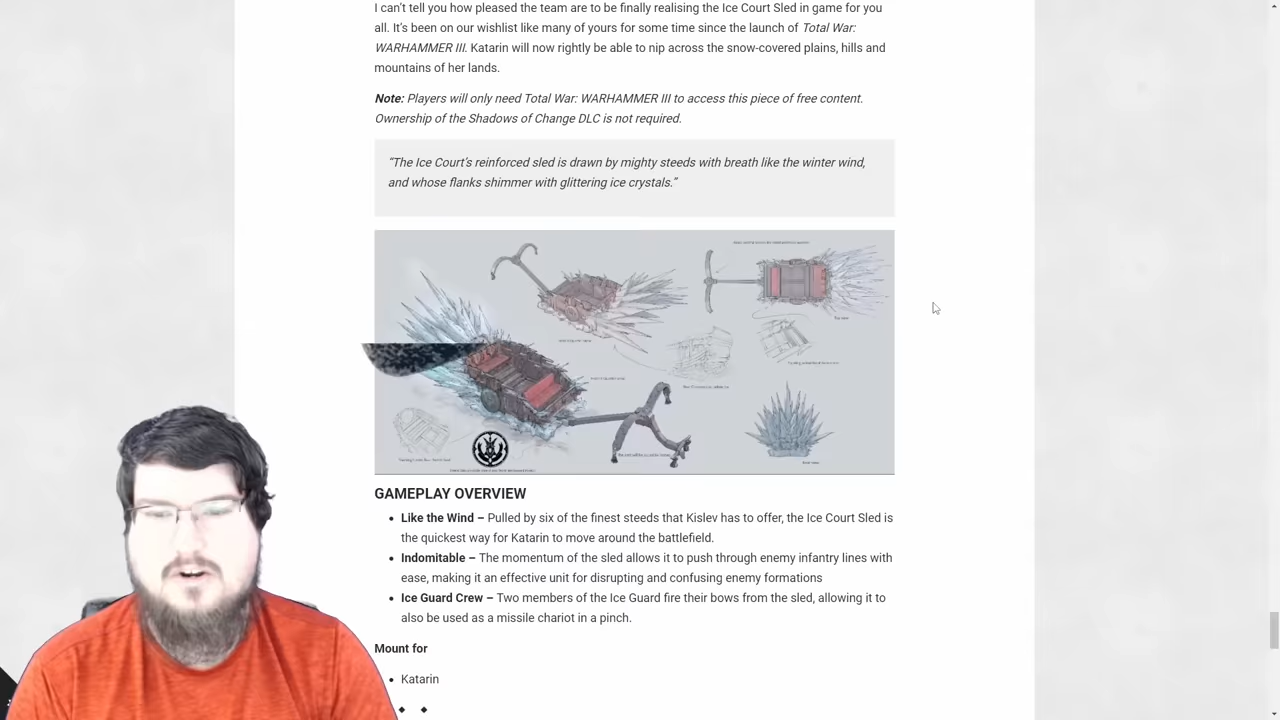 I can't tell you how pleased the team are to be finally realising the Ice Court Sled in game for you
all. It's been on our wishlist like many of yours for some time since the launch of Total War:
WARHAMMER III. Katarin will now rightly be able to nip across the snow-covered plains, hills and
mountains of her lands.
Note: Players will only need Total War: WARHAMMER III to access this piece of free content.
Ownership of the Shadows of Change DLC is not required.
“The Ice Court's reinforced sled is drawn by mighty steeds with breath like the winter wind,
and whose flanks shimmer with glittering ice crystals.”
GAMEPLAY OVERVIEW
• Like the Wind – Pulled by six of the finest steeds that Kislev has to offer, the Ice Court Sled is
the quickest way for Katarin to move around the battlefield.
• Indomitable – The momentum of the sled allows it to push through enemy infantry lines with
ease, making it an effective unit for disrupting and confusing enemy formations
• Ice Guard Crew – Two members of the Ice Guard fire their bows from the sled, allowing it to
also be used as a missile chariot in a pinch.
Mount for
• Katarin